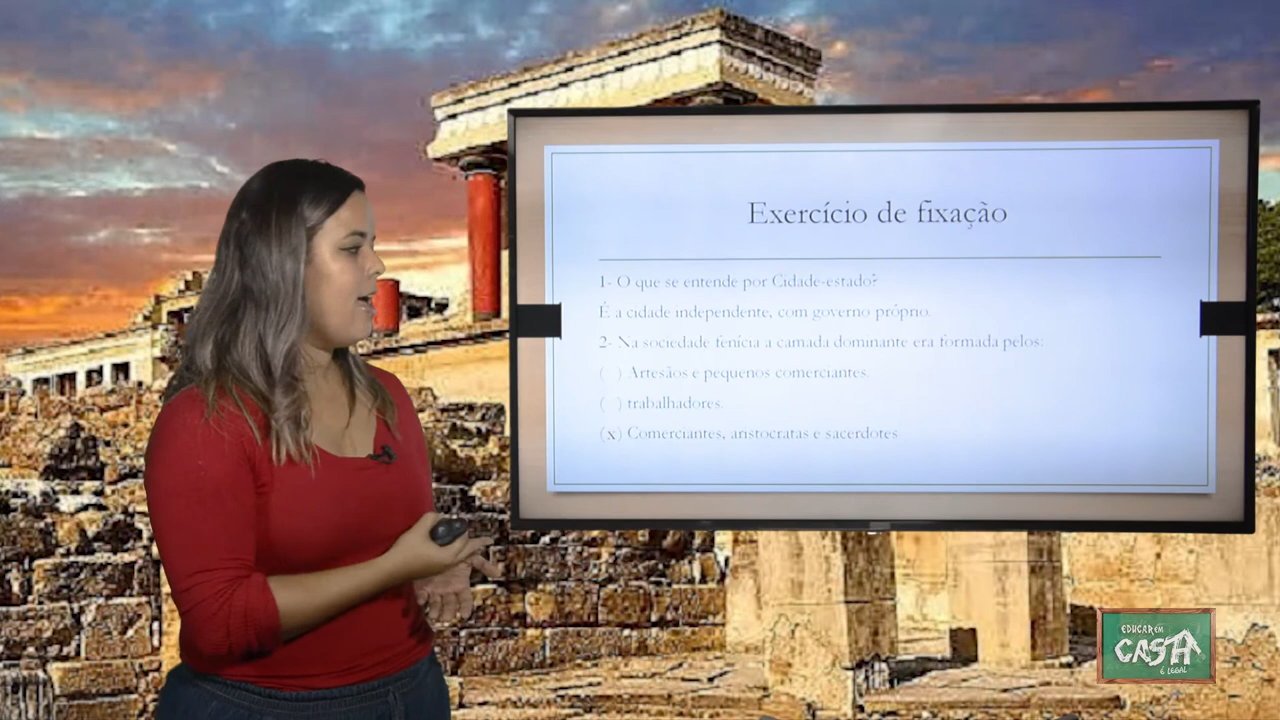 Exercício de fixação
1- O que se entende por Cidade-estado?
É a cidade independente, com governo próprio.
2- Na sociedade fenícia a camada dominante era formada pelos:
( ) Artesãos e pequenos comerciantes.
( ) trabalhadores.
(x) Comerciantes, aristocratas e sacerdotes
EDUCAR EM
CASA
É LEGAL